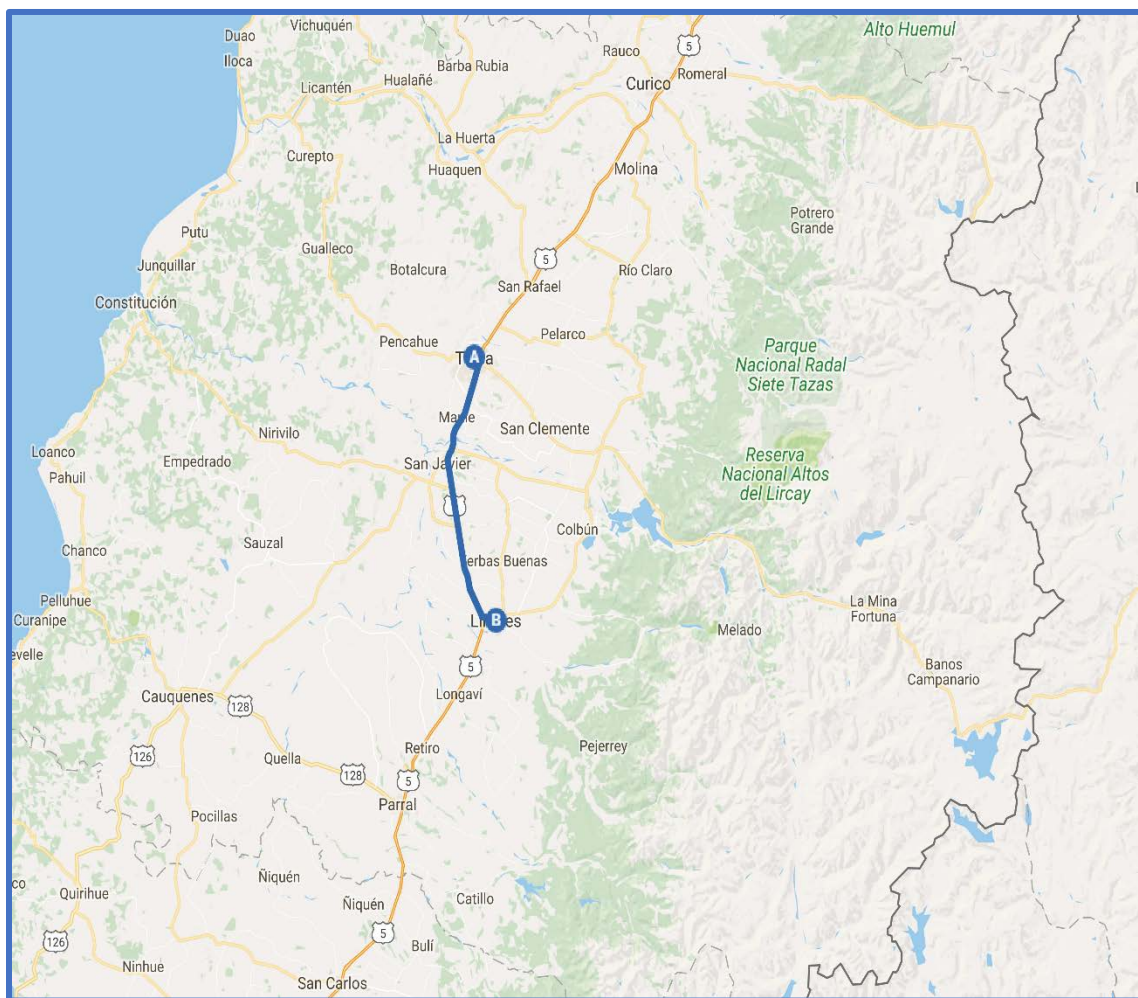 Vichuquén
Duao
Iloca
Alto Huemul
5
Rauco
Barba Rubia
Hualañé
Romeral
Licantén
Curico
La Huerta
Curepto
Huaquen
Molina
Putu
Potrero
Grande
Gualleco
5
Junquillar
Botalcura
Río Claro
San Rafael
Constitución
Pelarco
Pencahue
A
Parque
Nacional Radal
Siete Tazas
San Clemente
Nirivilo
Loanco
Empedrado
San Javier
Reserva
Nacional Altos
del Lircay
Pahuil
Colbún
Sauzal
Chanco
Yerbas Buenas
Pelluhue
La Mina
Fortuna
Curanipe
B
Melado
5
Banos
Campanario
Cauquenes
Longaví
128
Pejerrey
Retiro
126
Quella
128
5
Parral
Pocillas
Ñiquén
Quirihue
Catillo
Ñiquén
5
126
Bulí
Ninhue
San Carlos